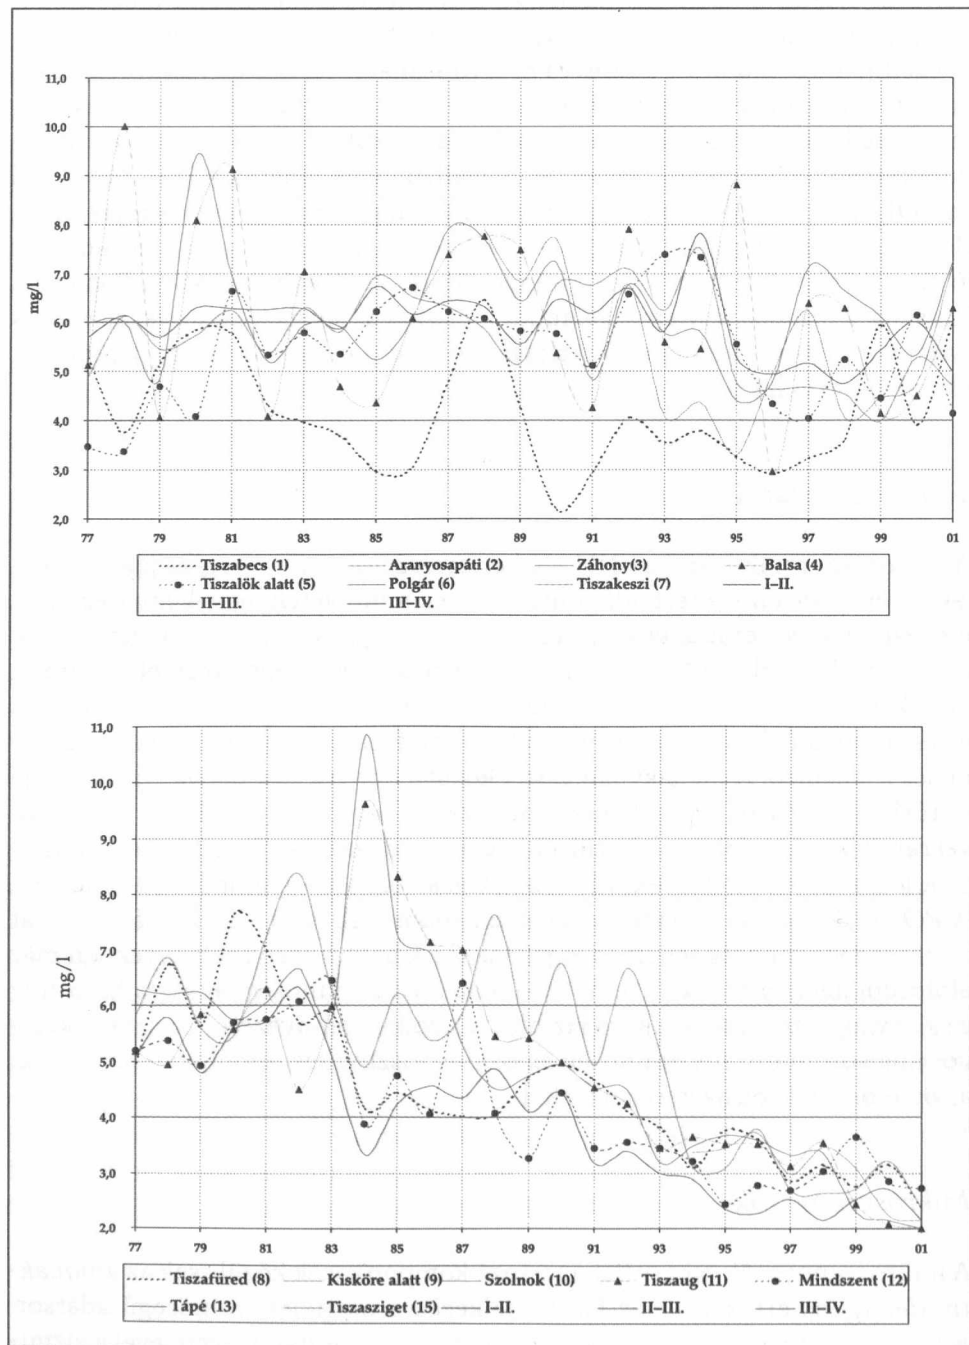 11,0
10,0
9,0
8,0
7,0
6,0
5,0
4,0
3,0
2,0
mg/l
77 79 81 83 85 87 89 91 93 95 97 99 01
Tiszabecs (1) Aranyosapáti (2) Záhony(3) Balsa (4)
Tiszalök alatt (5) Polgár (6) Tiszakeszi (7) I–II.
II–III. III–IV.
11,0
10,0
9,0
8,0
7,0
6,0
5,0
4,0
3,0
2,0
mg/l
77 79 81 83 85 87 89 91 93 95 97 99 01
Tiszafüred (8) Kisköre alatt (9) Szolnok (10) Tiszaug (11) Mindszent (12)
Tápé (13) Tiszasziget (15) I–II. II–III. III–IV.